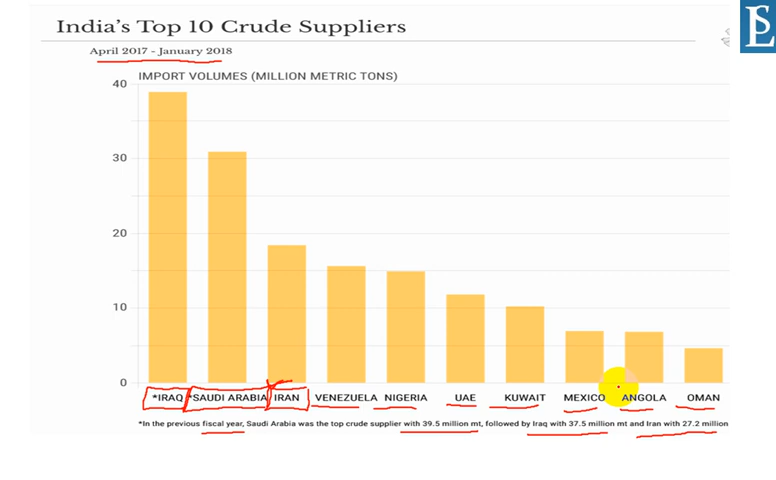 India's Top 10 Crude Suppliers
April 2017 - January 2018
IMPORT VOLUMES (MILLION METRIC TONS)
40
30
20
10
0
*IRAQ *SAUDI ARABIA IRAN VENEZUELA NIGERIA UAE KUWAIT MEXICO ANGOLA OMAN
*In the previous fiscal year, Saudi Arabia was the top crude supplier with 39.5 million mt, followed by Iraq with 37.5 million mt and Iran with 27.2 million